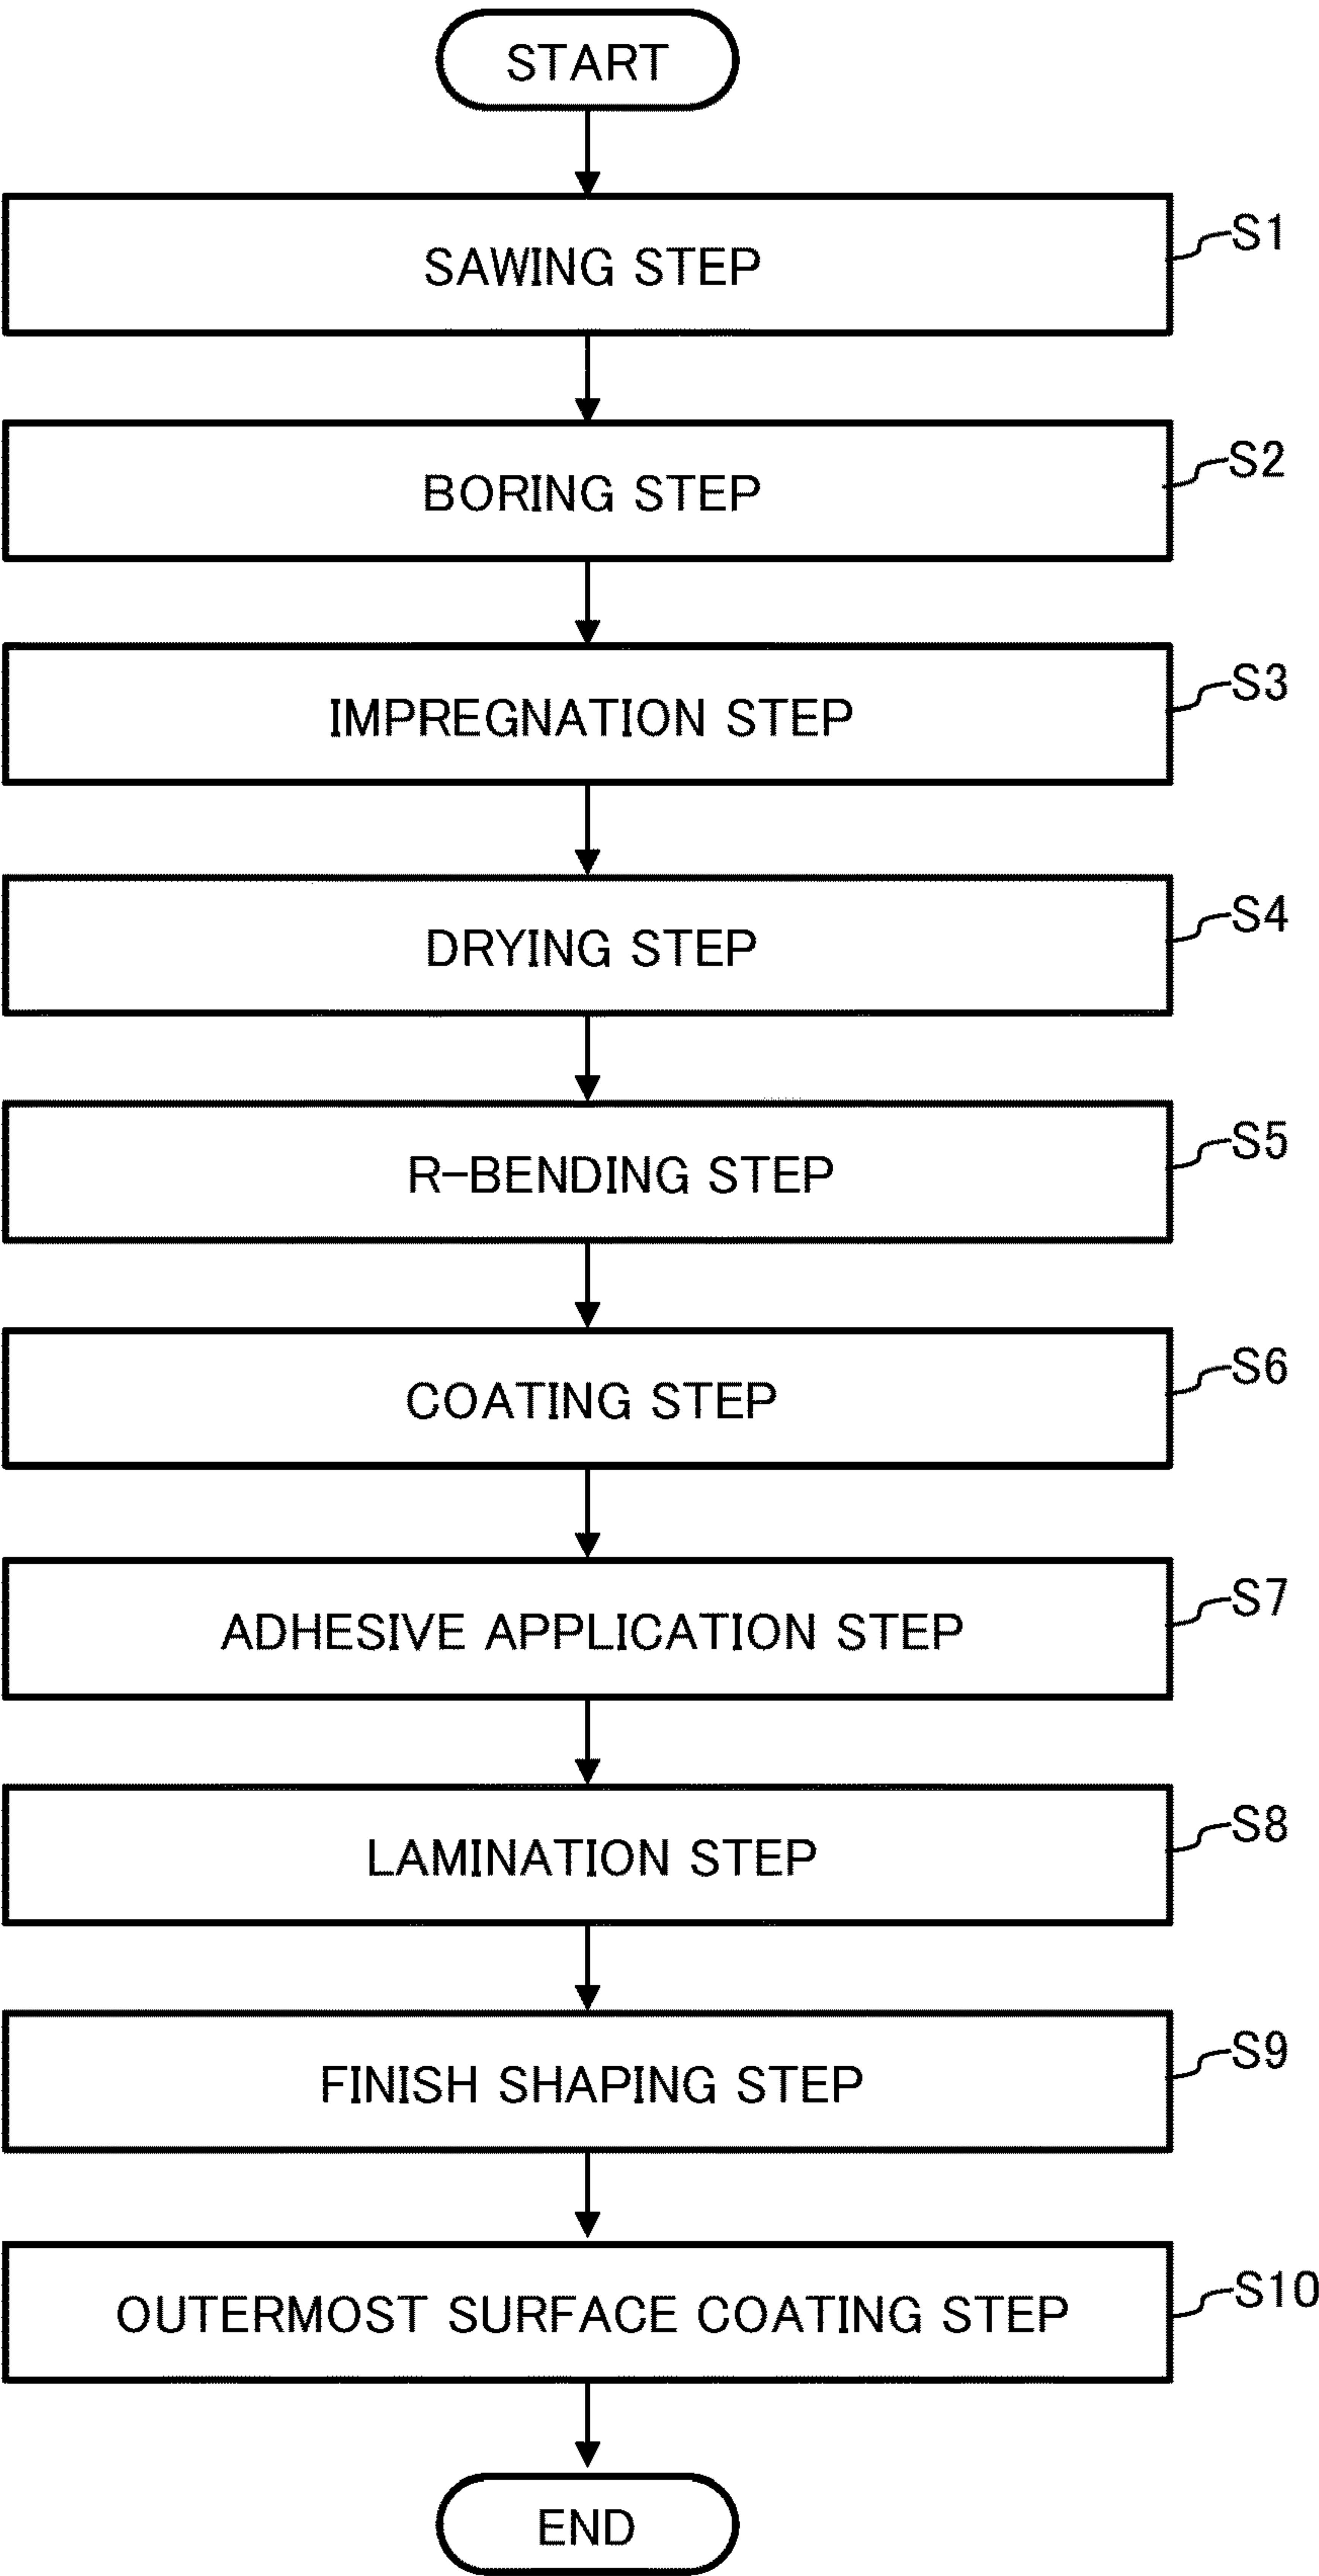 START
SAWING STEP
S1
BORING STEP
S2
IMPREGNATION STEP
S3
DRYING STEP
S4
R-BENDING STEP
S5
COATING STEP
S6
ADHESIVE APPLICATION STEP
S7
LAMINATION STEP
S8
FINISH SHAPING STEP
S9
OUTERMOST SURFACE COATING STEP
S10
END